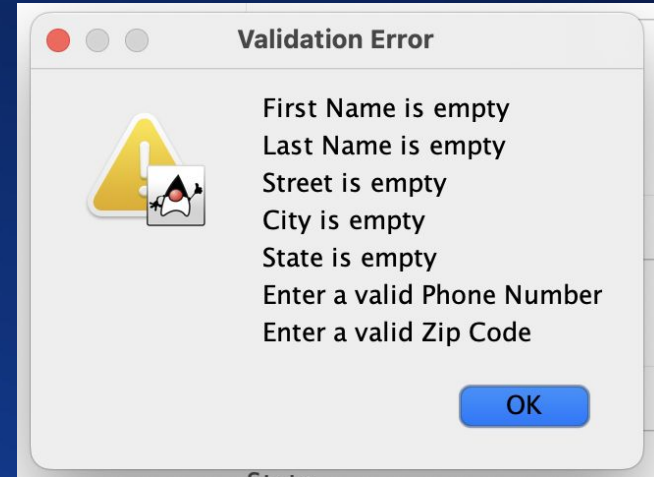 Validation Error
First Name is empty
Last Name is empty
Street is empty
City is empty
State is empty
Enter a valid Phone Number
Enter a valid Zip Code
OK